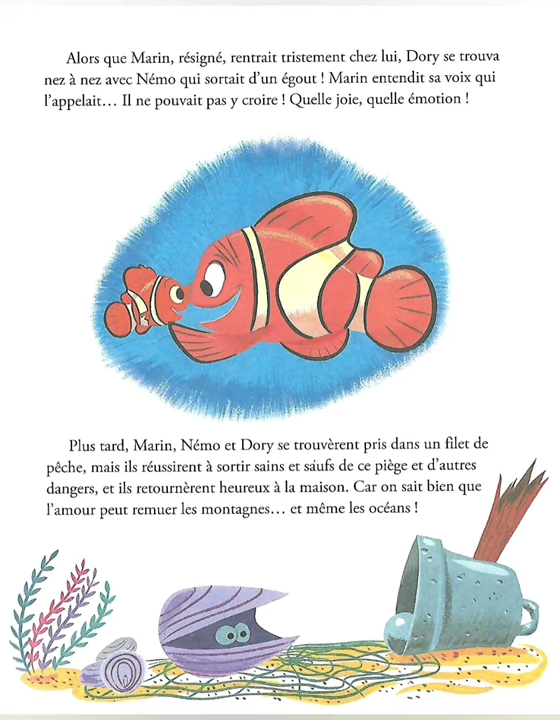 Alors que Marin, résigné, rentrait tristement chez lui, Dory se trouva
nez à nez avec Némo qui sortait d'un égout ! Marin entendit sa voix qui
l'appelait… Il ne pouvait pas y croire ! Quelle joie, quelle émotion !
Plus tard, Marin, Némo et Dory se trouvèrent pris dans un filet de
pêche, mais ils réussirent à sortir sains et saufs de ce piège et d'autres
dangers, et ils retournèrent heureux à la maison. Car on sait bien que
l'amour peut remuer les montagnes… et même les océans !